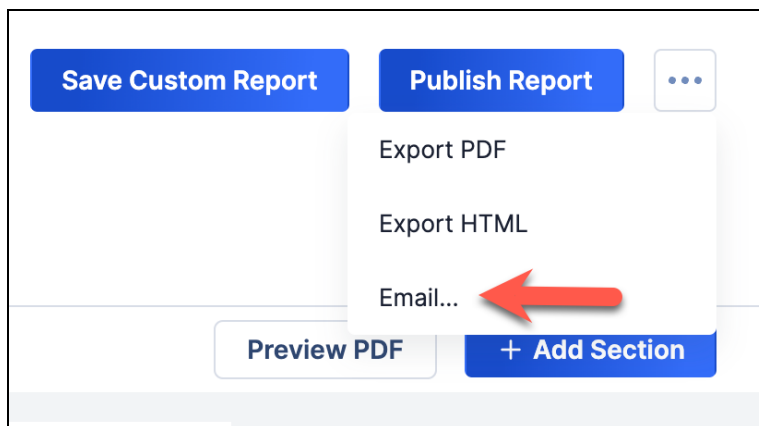 Save Custom Report
Publish Report
Export PDF
Export HTML
Email...
Preview PDF
+ Add Section